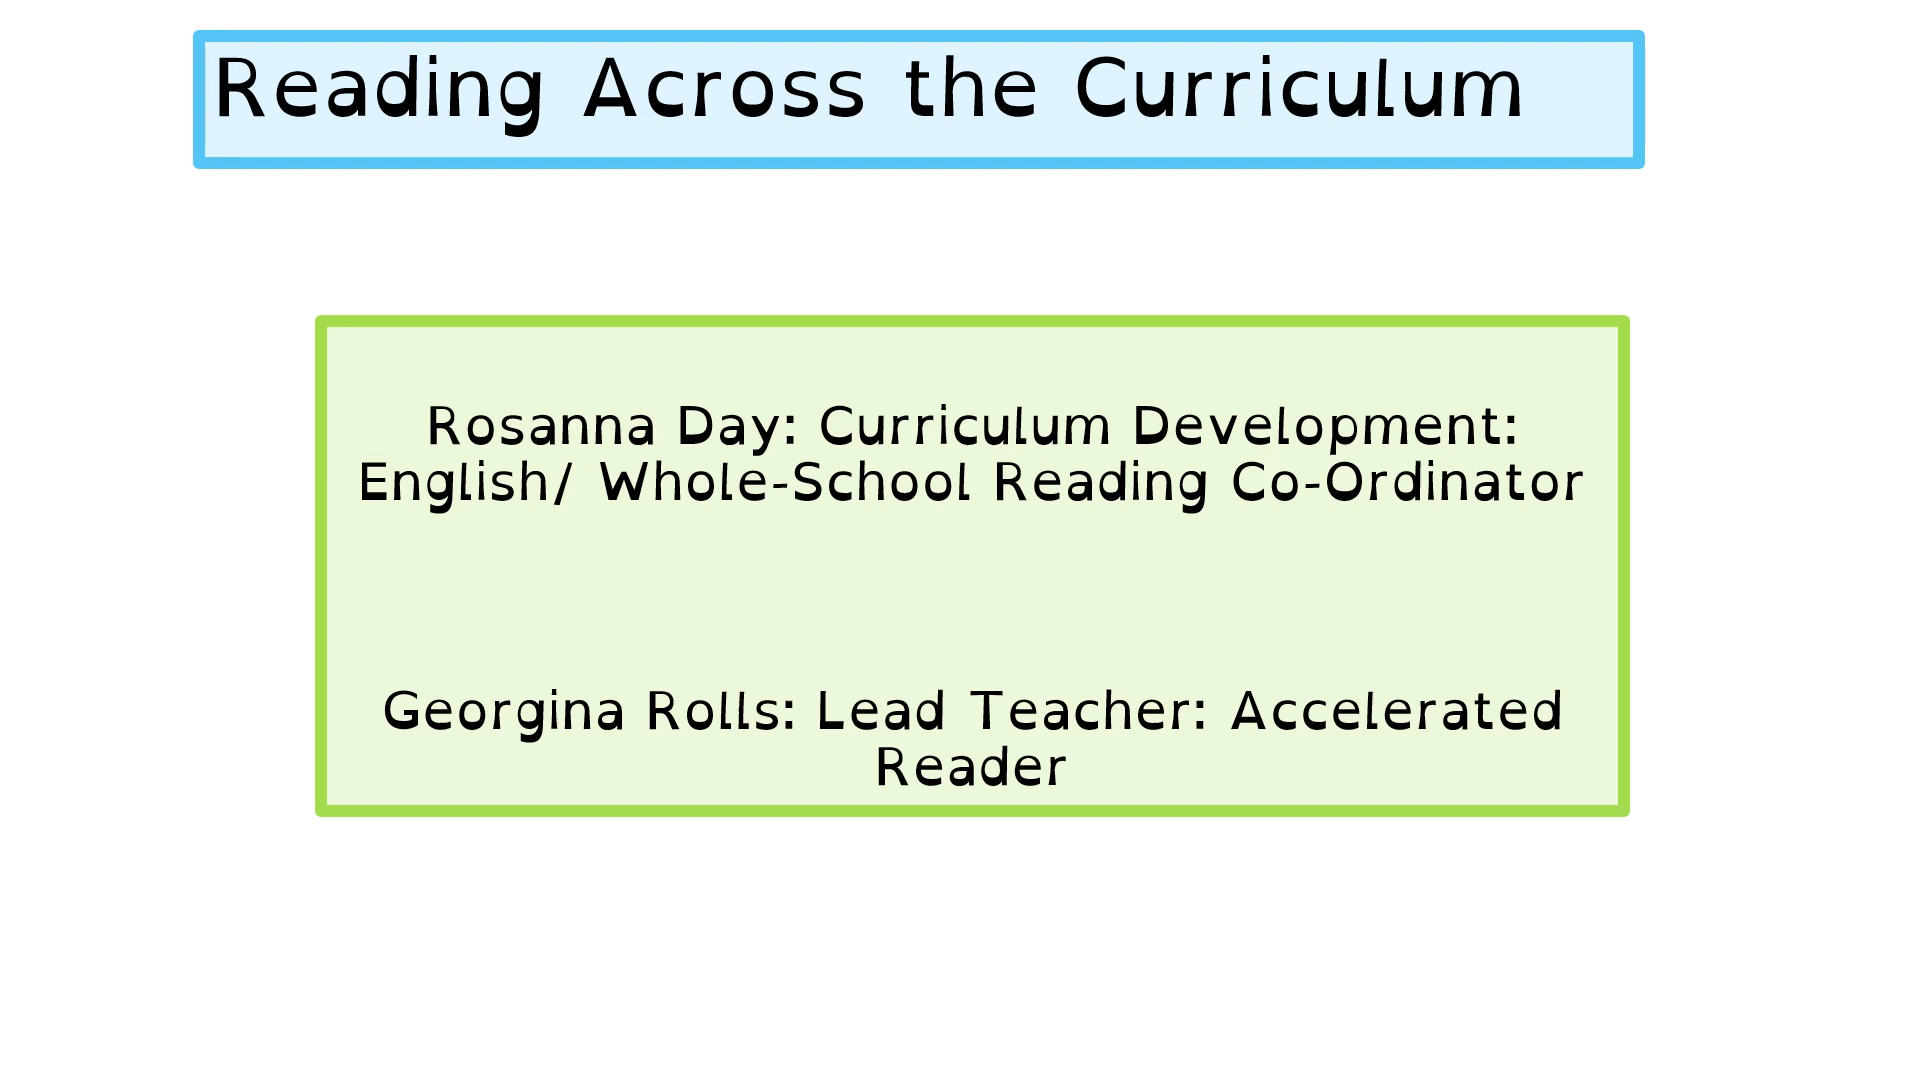 Reading Across the Curriculum
Rosanna Day: Curriculum Development:
English/ Whole-School Reading Co-Ordinator
Georgina Rolls: Lead Teacher: Accelerated
Reader